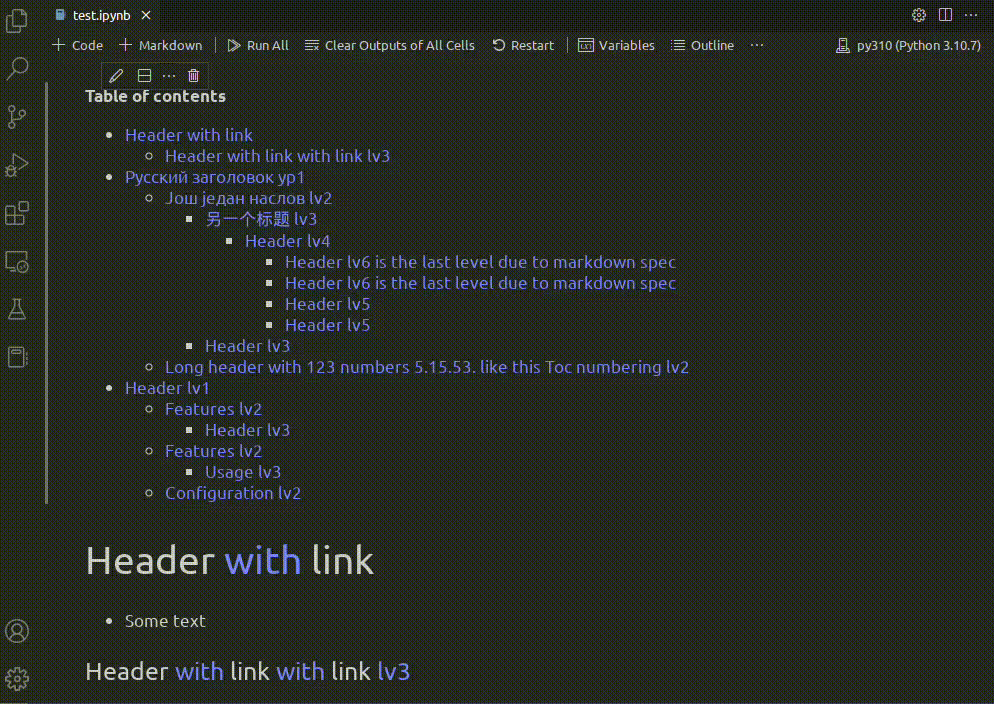 test.ipynb
Code Markdown Run All Clear Outputs of All Cells Restart Variables Outline ... py310 (Python 3.10.7)
Table of contents
Header with link
Header with link with link lv3
Русский заголовок ур1
Још један наслов lv2
另一个标题 lv3
Header lv4
Header lv6 is the last level due to markdown spec
Header lv6 is the last level due to markdown spec
Header lv5
Header lv5
Header lv3
Long header with 123 numbers 5.15.53. like this Toc numbering lv2
Header lv1
Features lv2
Header lv3
Features lv2
Usage lv3
Configuration lv2
Header with link
Some text
Header with link with link lv3